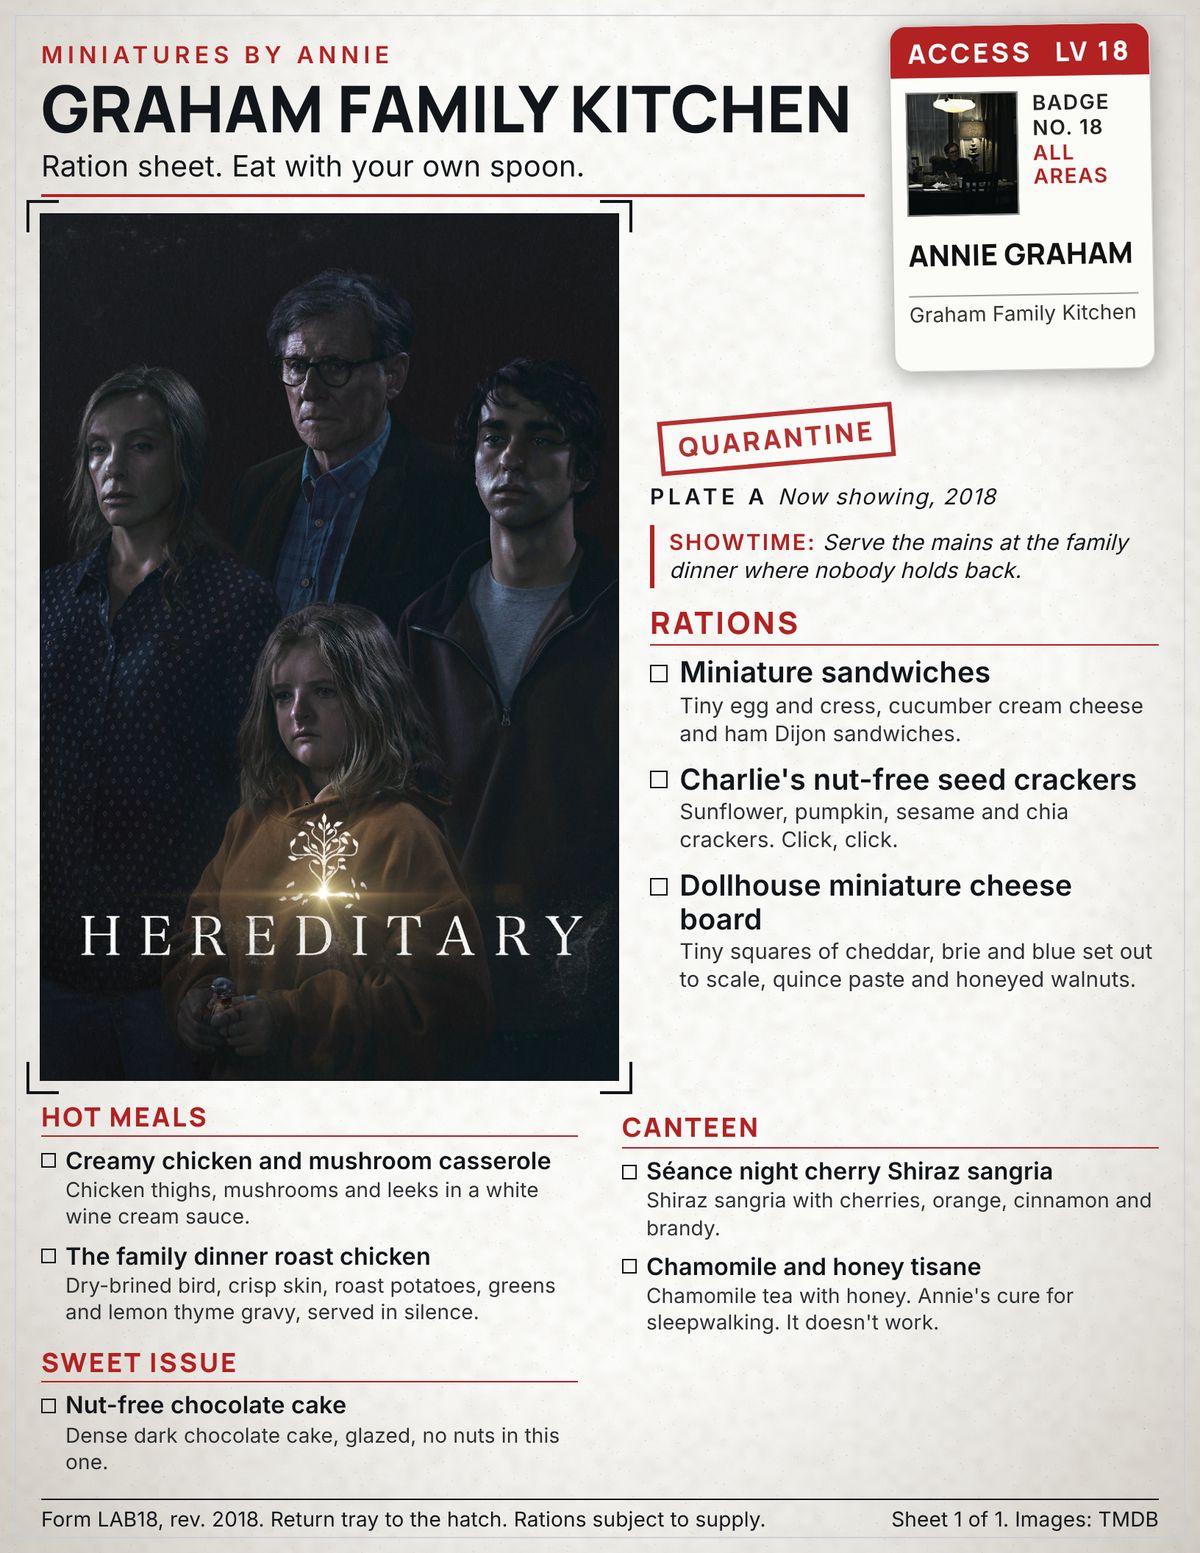 MINIATURES BY ANNIE
GRAHAM FAMILY KITCHEN
Ration sheet. Eat with your own spoon.
ACCESS LV 18
BADGE
NO. 18
ALL
AREAS
ANNIE GRAHAM
Graham Family Kitchen
HEREDITARY
QUARANTINE
PLATE A Now showing, 2018
SHOWTIME: Serve the mains at the family
dinner where nobody holds back.
RATIONS
Miniature sandwiches
Tiny egg and cress, cucumber cream cheese
and ham Dijon sandwiches.
Charlie's nut-free seed crackers
Sunflower, pumpkin, sesame and chia
crackers. Click, click.
Dollhouse miniature cheese
board
Tiny squares of cheddar, brie and blue set out
to scale, quince paste and honeyed walnuts.
HOT MEALS
Creamy chicken and mushroom casserole
Chicken thighs, mushrooms and leeks in a white
wine cream sauce.
The family dinner roast chicken
Dry-brined bird, crisp skin, roast potatoes, greens
and lemon thyme gravy, served in silence.
SWEET ISSUE
Nut-free chocolate cake
Dense dark chocolate cake, glazed, no nuts in this
one.
CANTEEN
Séance night cherry Shiraz sangria
Shiraz sangria with cherries, orange, cinnamon and
brandy.
Chamomile and honey tisane
Chamomile tea with honey. Annie's cure for
sleepwalking. It doesn't work.
Form LAB18, rev. 2018. Return tray to the hatch. Rations subject to supply.
Sheet 1 of 1. Images: TMDB